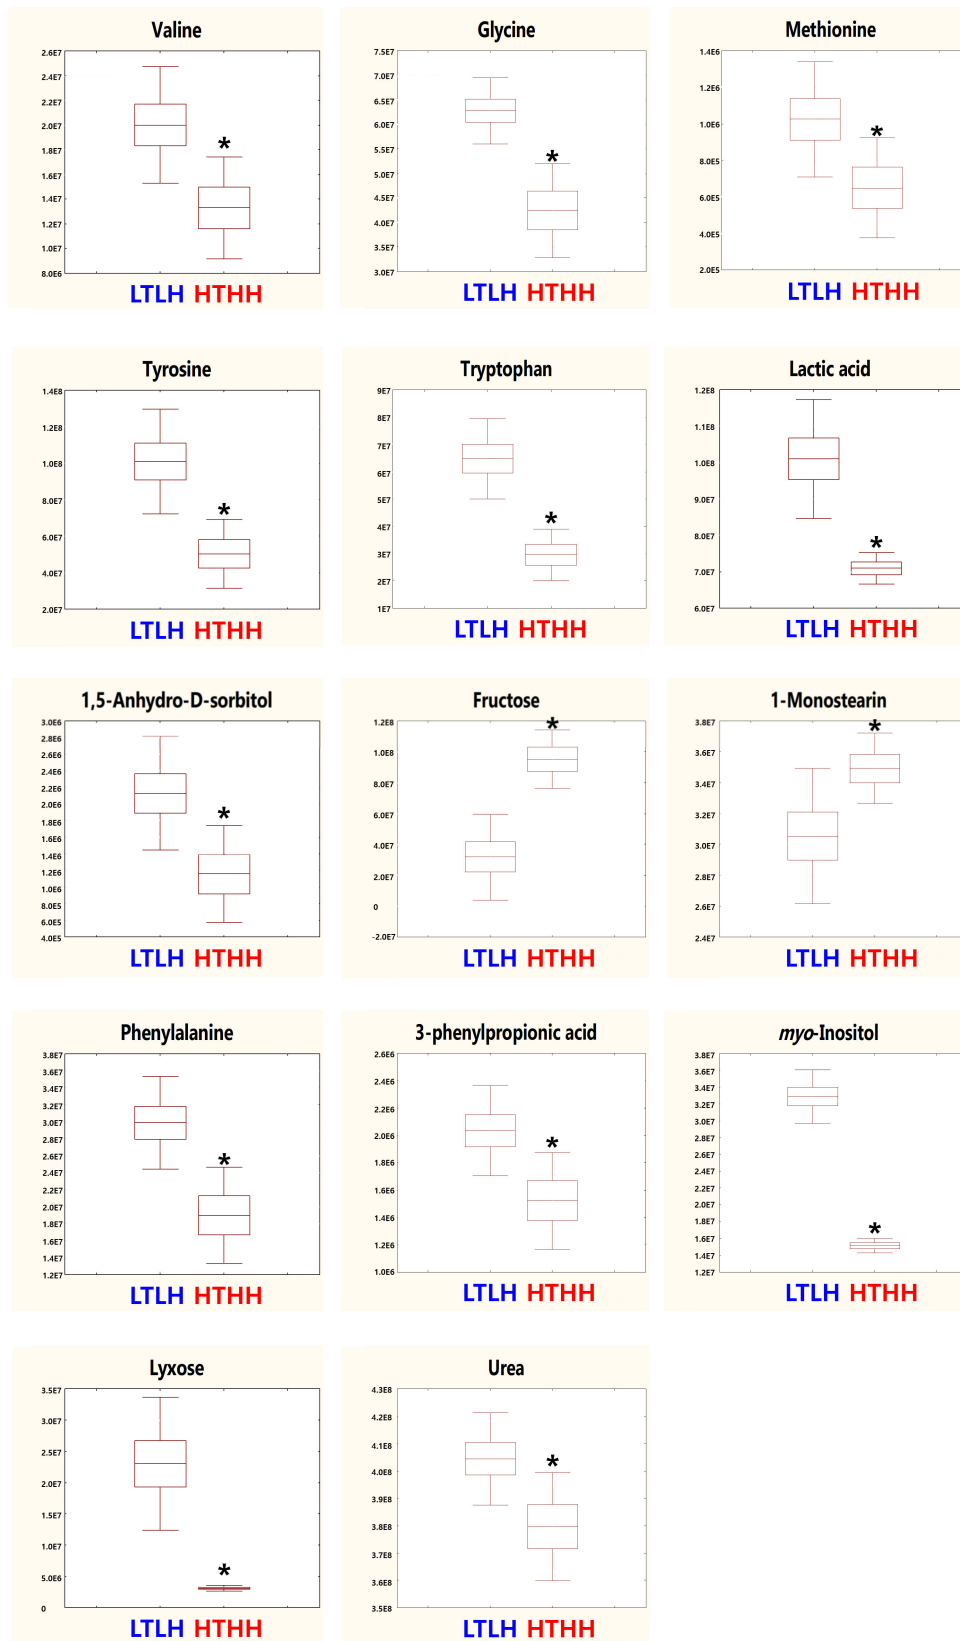 Valine
2.6E7
2.4E7
2.2E7
2.0E7
1.8E7
1.6E7
1.4E7
1.2E7
1.0E7
8.0E6
*
LTLH HTHH
Glycine
7.5E7
7.0E7
6.5E7
6.0E7
5.5E7
5.0E7
4.5E7
4.0E7
3.5E7
3.0E7
*
LTLH HTHH
Methionine
1.4E6
1.2E6
1.0E6
8.0E5
6.0E5
4.0E5
2.0E5
*
LTLH HTHH
Tyrosine
1.4E8
1.2E8
1.0E8
8.0E7
6.0E7
4.0E7
2.0E7
*
LTLH HTHH
Tryptophan
9E7
8E7
7E7
6E7
5E7
4E7
3E7
2E7
1E7
*
LTLH HTHH
Lactic acid
1.2E8
1.1E8
1.0E8
9.0E7
8.0E7
7.0E7
6.0E7
*
LTLH HTHH
1,5-Anhydro-D-sorbitol
3.0E6
2.8E6
2.6E6
2.4E6
2.2E6
2.0E6
1.8E6
1.6E6
1.4E6
1.2E6
1.0E6
8.0E5
6.0E5
4.0E5
*
LTLH HTHH
Fructose
1.2E8
1.0E8
8.0E7
6.0E7
4.0E7
2.0E7
0
-2.0E7
*
LTLH HTHH
1-Monostearin
3.8E7
3.6E7
3.4E7
3.2E7
3.0E7
2.8E7
2.6E7
2.4E7
*
LTLH HTHH
Phenylalanine
3.8E7
3.6E7
3.4E7
3.2E7
3.0E7
2.8E7
2.6E7
2.4E7
2.2E7
2.0E7
1.8E7
1.6E7
1.4E7
1.2E7
*
LTLH HTHH
3-phenylpropionic acid
2.6E6
2.4E6
2.2E6
2.0E6
1.8E6
1.6E6
1.4E6
1.2E6
1.0E6
*
LTLH HTHH
myo-Inositol
3.8E7
3.6E7
3.4E7
3.2E7
3.0E7
2.8E7
2.6E7
2.4E7
2.2E7
2.0E7
1.8E7
1.6E7
1.4E7
1.2E7
*
LTLH HTHH
Lyxose
3.5E7
3.0E7
2.5E7
2.0E7
1.5E7
1.0E7
5.0E6
0
*
LTLH HTHH
Urea
4.3E8
4.2E8
4.1E8
4.0E8
3.9E8
3.8E8
3.7E8
3.6E8
3.5E8
*
LTLH HTHH